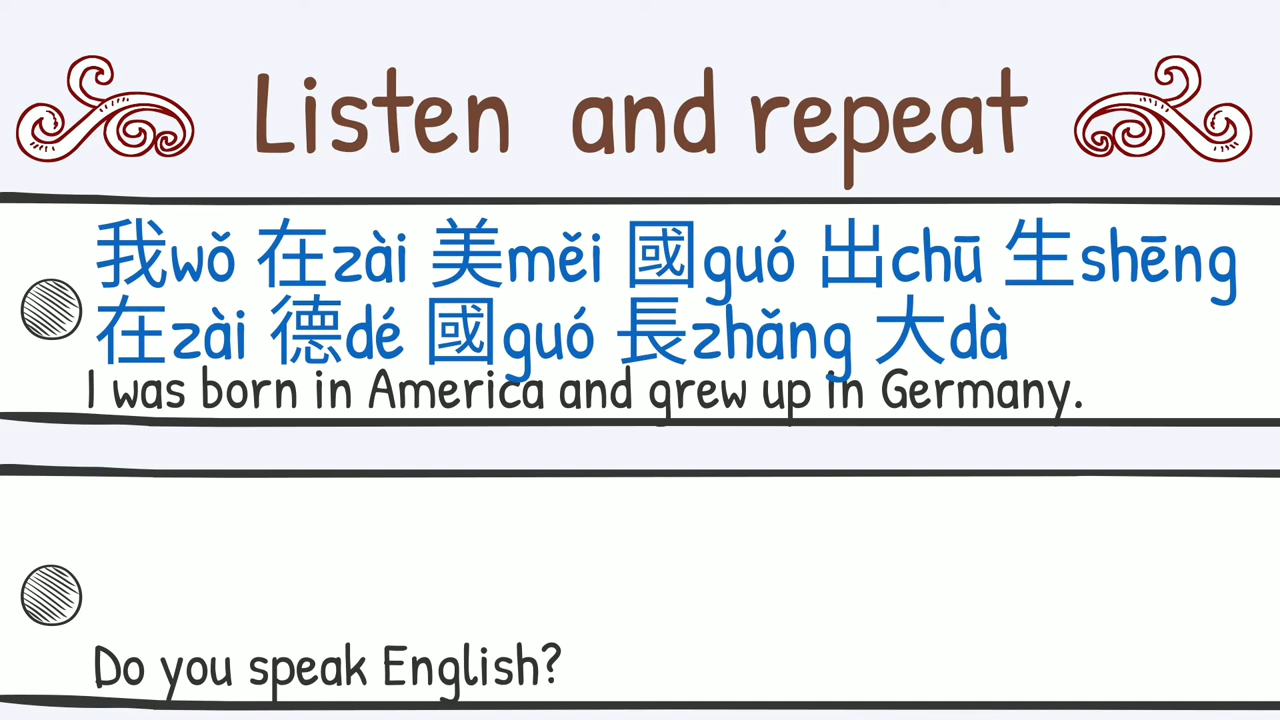 Listen and repeat
我wǒ 在zài 美měi 國guó 出chū 生shēng
在zài 德dé 國guó 長zhǎng 大dà
I was born in America and grew up in Germany.
Do you speak English?